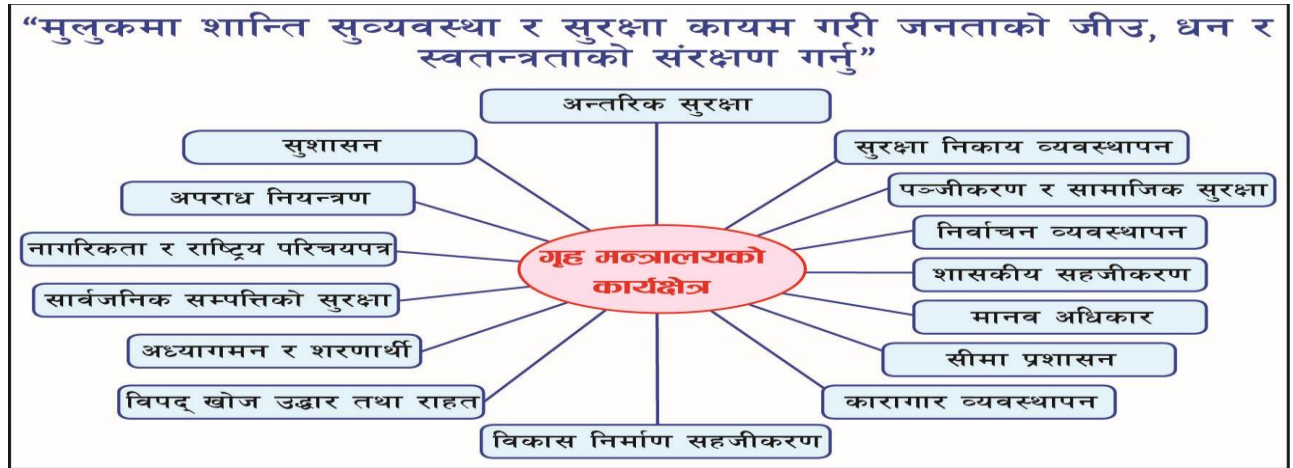 “मुलुकमा शान्ति सुव्यवस्था र सुरक्षा कायम गरी जनताको जीउ, धन र
स्वतन्त्रताको संरक्षण गर्नु”
अन्तरिक सुरक्षा
सुशासन
सुरक्षा निकाय व्यवस्थापन
अपराध नियन्त्रण
पञ्जीकरण र सामाजिक सुरक्षा
नागरिकता र राष्ट्रिय परिचयपत्र
निर्वाचन व्यवस्थापन
गृह मन्त्रालयको
कार्यक्षेत्र
शासकीय सहजीकरण
सार्वजनिक सम्पत्तिको सुरक्षा
मानव अधिकार
अध्यागमन र शरणार्थी
सीमा प्रशासन
विपद् खोज उद्धार तथा राहत
कारागार व्यवस्थापन
विकास निर्माण सहजीकरण